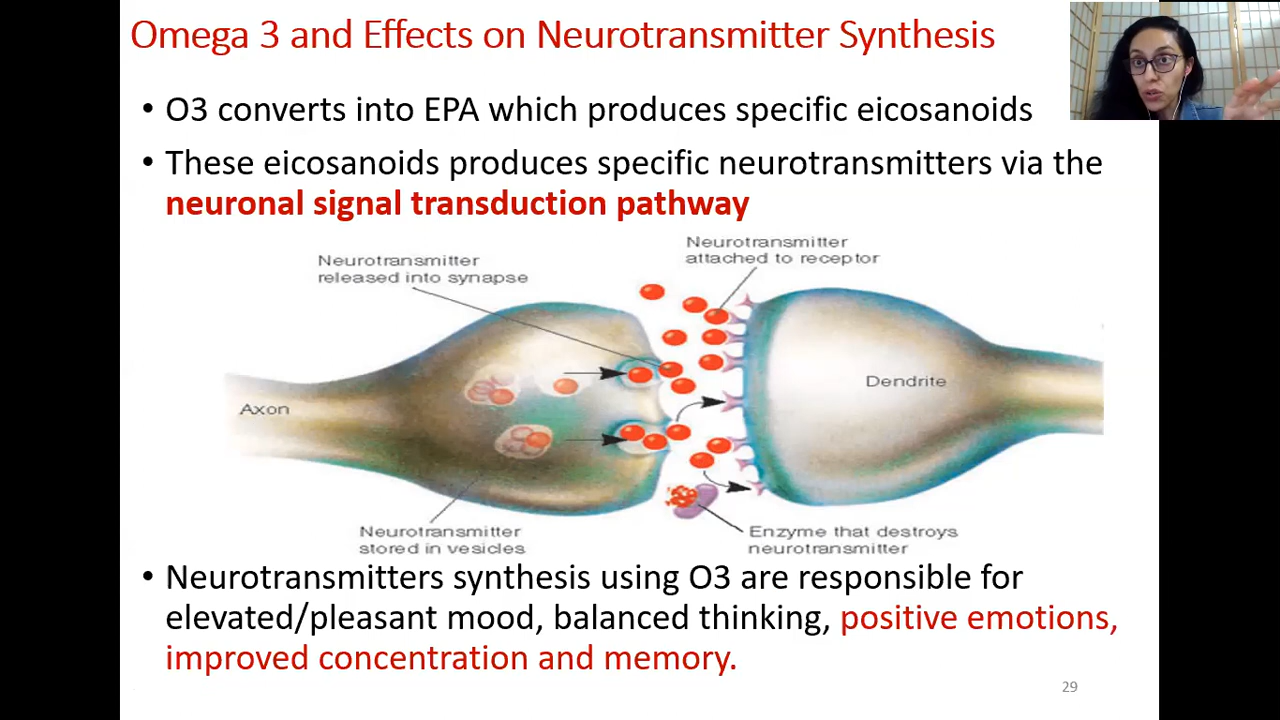 Omega 3 and Effects on Neurotransmitter Synthesis
• O3 converts into EPA which produces specific eicosanoids
• These eicosanoids produces specific neurotransmitters via the
neuronal signal transduction pathway
Neurotransmitter
released into synapse
Neurotransmitter
attached to receptor
Axon
Dendrite
Neurotransmitter
stored in vesicles
Enzyme that destroys
neurotransmitter
• Neurotransmitters synthesis using O3 are responsible for
elevated/pleasant mood, balanced thinking, positive emotions,
improved concentration and memory.
29